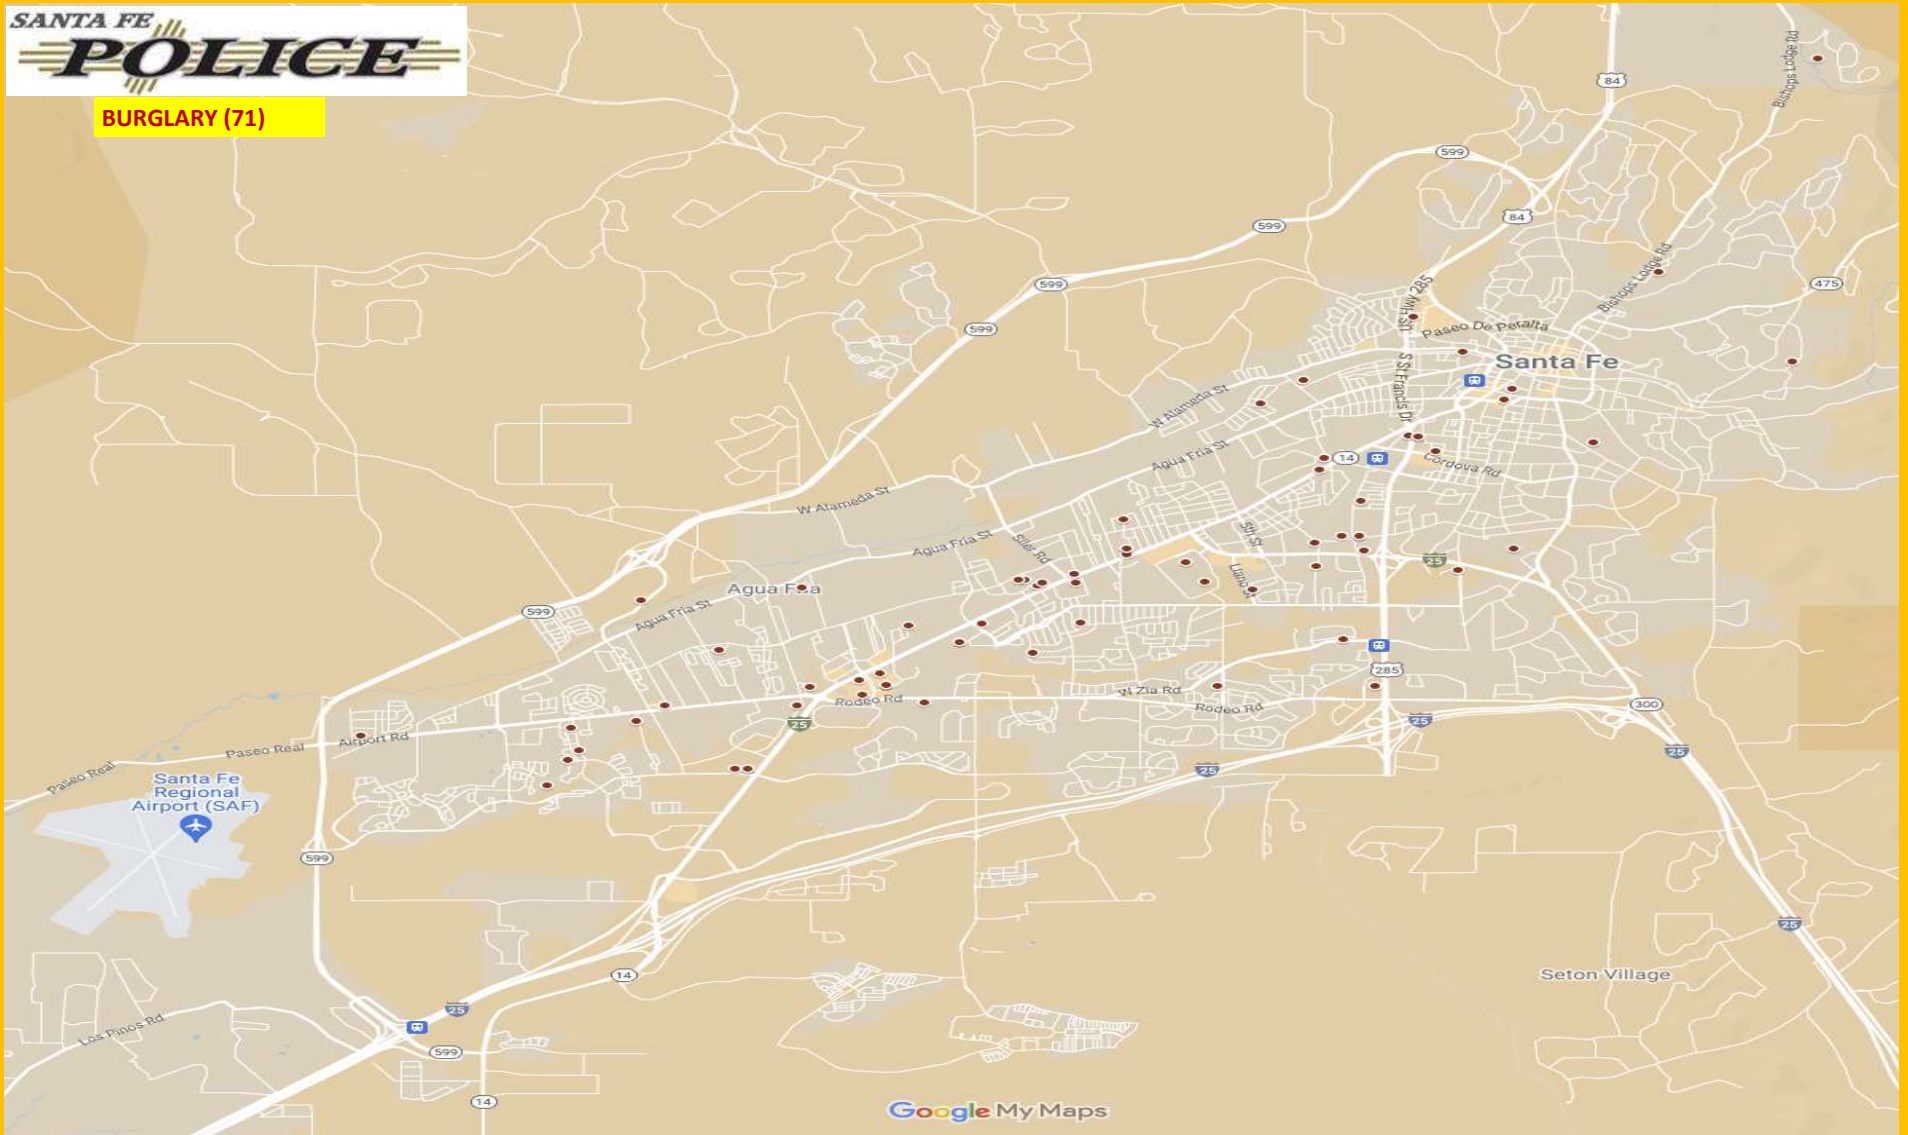 SANTA FE
POLICE
BURGLARY (71)
Bishops Lodge Rd
84
599
84
599
Bishops Lodge Rd
475
599
US Hwy 285
599
Paseo De Peralta
Santa Fe
S St Francis Dr
W Alameda St
Agua Fria St
14
Cordova Rd
W Alameda St
5th St
Agua Fria St
Siler Rd
25
Llano St
599
Agua Fria St
285
W Zia Rd
Rodeo Rd
Rodeo Rd
300
25
25
Airport Rd
Paseo Real
25
25
Paseo Real
Santa Fe
Regional
Airport (SAF)
599
25
14
Seton Village
25
Los Pinos Rd
599
14
Google My Maps